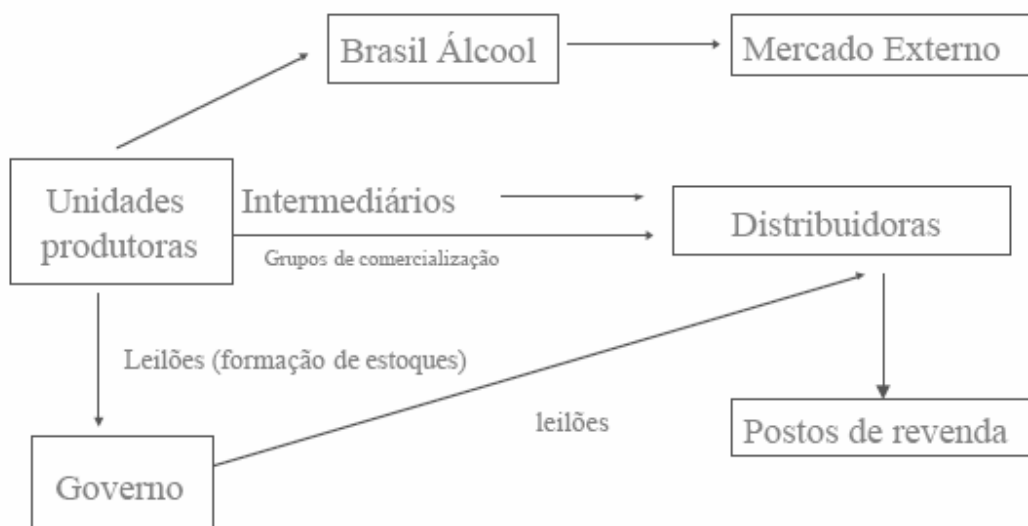 Brasil Álcool
Mercado Externo
Unidades
produtoras
Intermediários
Distribuidoras
Grupos de comercialização
Leilões (formação de estoques)
leilões
Postos de revenda
Governo